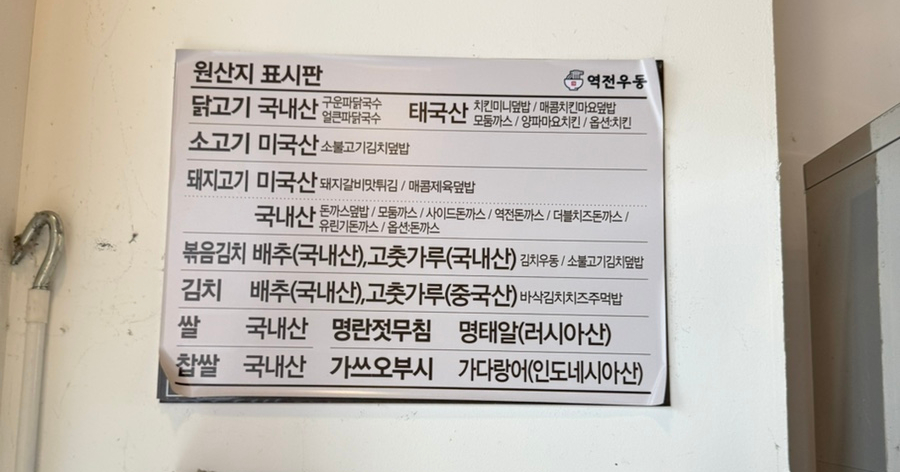 원산지 표시판
역전우동
닭고기 국내산 구운파닭국수 얼큰파닭국수 태국산 치킨미니덮밥 / 매콤치킨마요덮밥 모둠까스 / 양파마요치킨 / 옵션:치킨
소고기 미국산 소불고기김치덮밥
돼지고기 미국산 돼지갈비맛튀김 / 매콤제육덮밥
국내산 돈까스덮밥 / 모둠까스 / 사이드돈까스 / 역전돈까스 / 더블치즈돈까스 /
유린기돈까스 / 옵션:돈까스
볶음김치 배추(국내산),고춧가루(국내산) 김치우동 / 소불고기김치덮밥
김치 배추(국내산),고춧가루(중국산) 바삭김치치즈주먹밥
쌀 국내산 명란젓무침 명태알(러시아산)
찹쌀 국내산 가쓰오부시 가다랑어(인도네시아산)